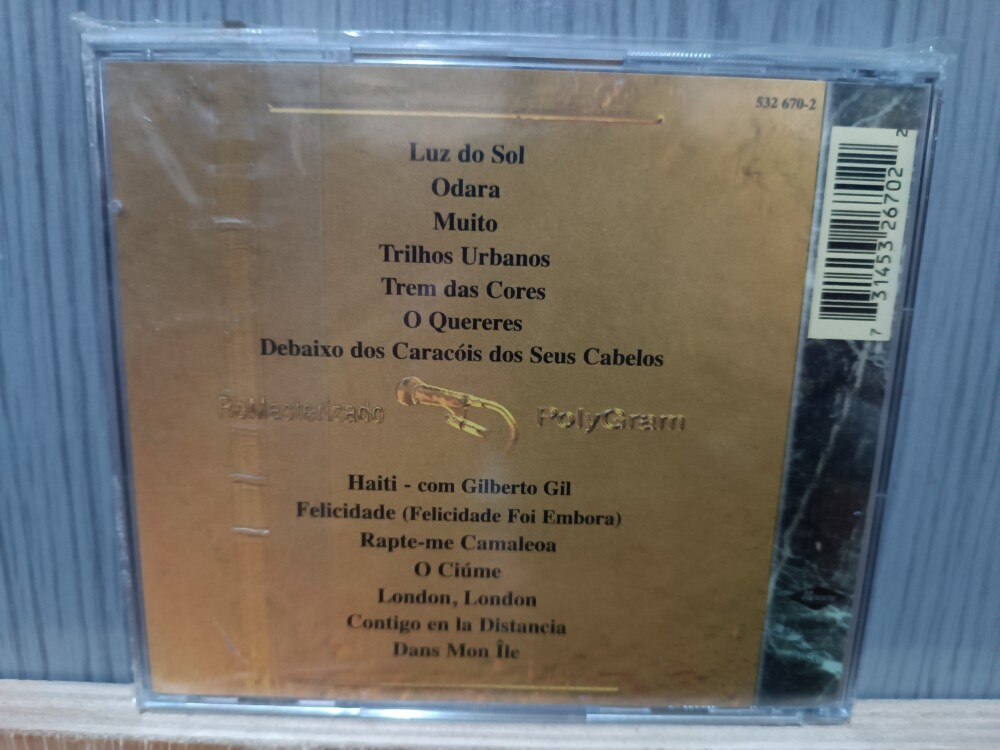 532 670-2
Luz do Sol
Odara
Muito
Trilhos Urbanos
Trem das Cores
O Quereres
Debaixo dos Caracóis dos Seus Cabelos
ReMasterizado PolyGram
Haiti - com Gilberto Gil
Felicidade (Felicidade Foi Embora)
Rapte-me Camaleoa
O Ciúme
London, London
Contigo en la Distancia
Dans Mon Île
7 31453 26702 2